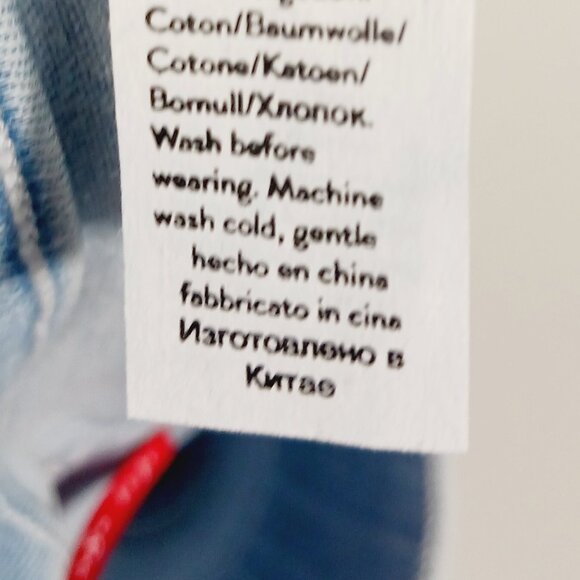 Coton/Baumwolle/
Cotone/Katoen/
Bomull/Хлопок.
Wash before
wearing. Machine
wash cold, gentle
hecho en china
fabbricato in cina
Изготовлено в
Китае